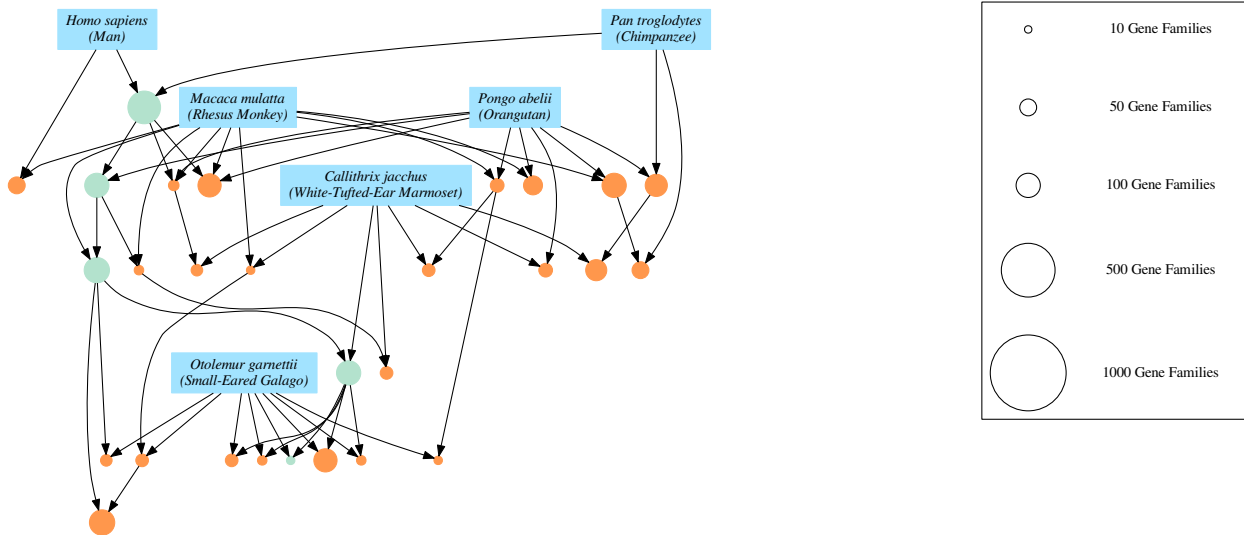 Homo sapiens
(Man)
Pan troglodytes
(Chimpanzee)
Macaca mulatta
(Rhesus Monkey)
Pongo abelii
(Orangutan)
Callithrix jacchus
(White-Tufted-Ear Marmoset)
Otolemur garnettii
(Small-Eared Galago)
10 Gene Families
50 Gene Families
100 Gene Families
500 Gene Families
1000 Gene Families